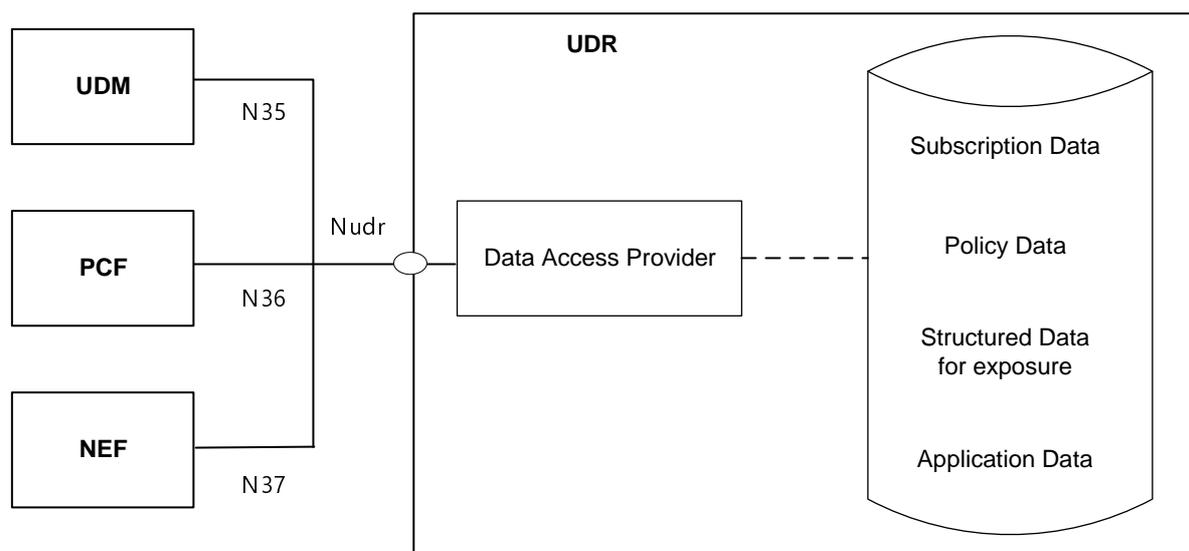 UDR
UDM
N35
PCF
N36
NEF
N37
Nudr
Data Access Provider
Subscription Data
Policy Data
Structured Data
for exposure
Application Data